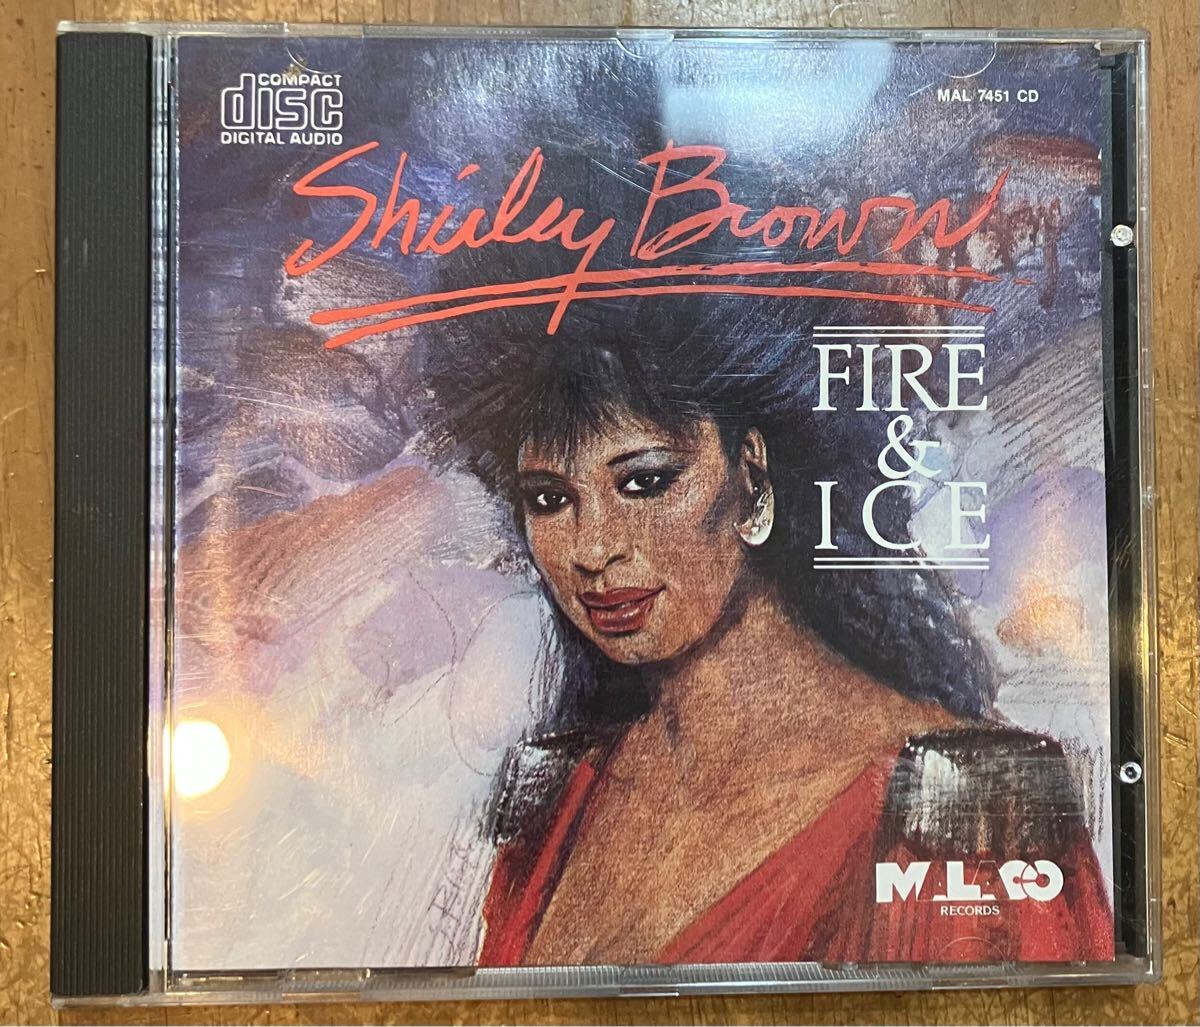 COMPACT
disc
DIGITAL AUDIO
MAL 7451 CD
Shirley Brown
FIRE
&
ICE
MALACO
RECORDS